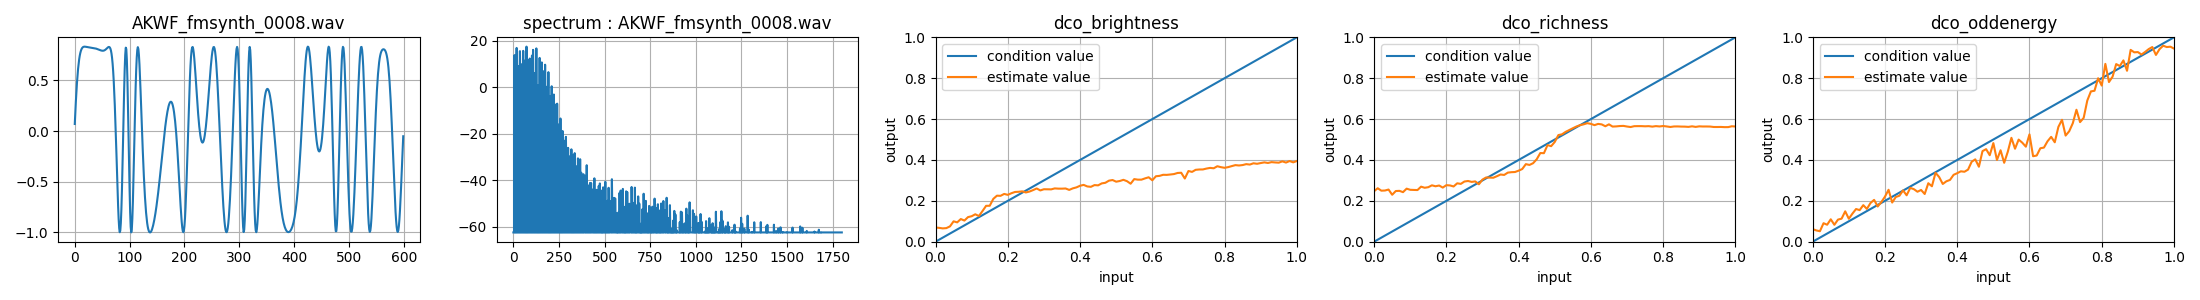 AKWF_fmsynth_0008.wav
0.5
0.0
−0.5
−1.0
0 100 200 300 400 500 600
spectrum : AKWF_fmsynth_0008.wav
20
0
−20
−40
−60
0 250 500 750 1000 1250 1500 1750
dco_brightness
condition value
estimate value
output
1.0
0.8
0.6
0.4
0.2
0.0
0.0 0.2 0.4 0.6 0.8 1.0
input
dco_richness
condition value
estimate value
output
1.0
0.8
0.6
0.4
0.2
0.0
0.0 0.2 0.4 0.6 0.8 1.0
input
dco_oddenergy
condition value
estimate value
output
1.0
0.8
0.6
0.4
0.2
0.0
0.0 0.2 0.4 0.6 0.8 1.0
input